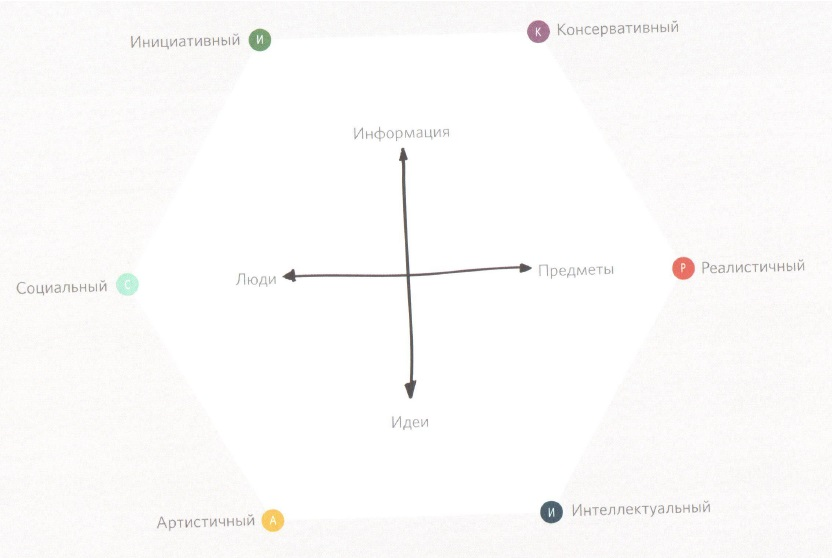 Инициативный И
К Консервативный
Информация
Социальный С
Люди
Предметы
Р Реалистичный
Идеи
Артистичный А
И Интеллектуальный